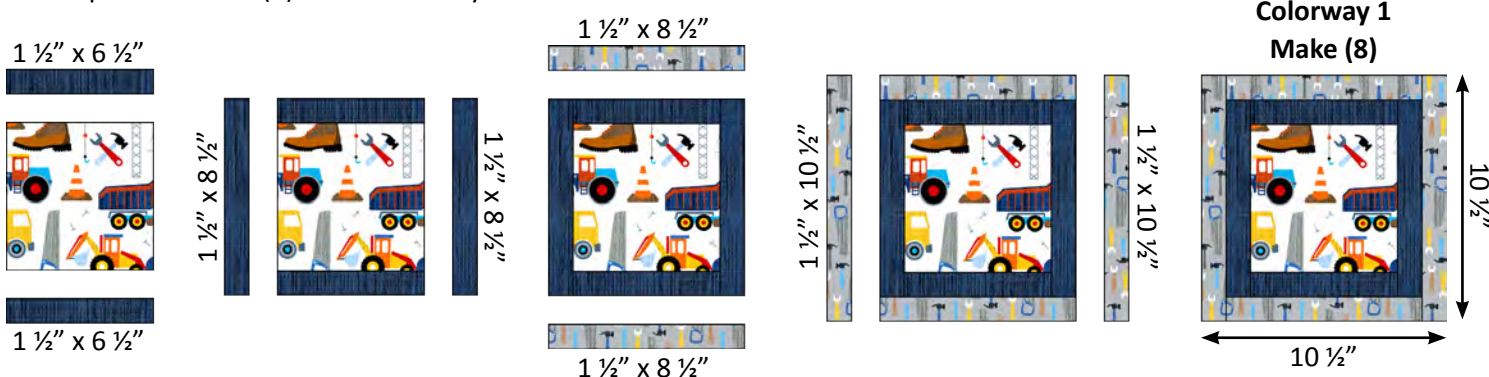 1 ½” x 6 ½”
1 ½” x 6 ½”
1 ½” x 8 ½”
1 ½” x 8 ½”
1 ½” x 8 ½”
1 ½” x 8 ½”
1 ½” x 10 ½”
1 ½” x 10 ½”
Colorway 1
Make (8)
10 ½”
10 ½”